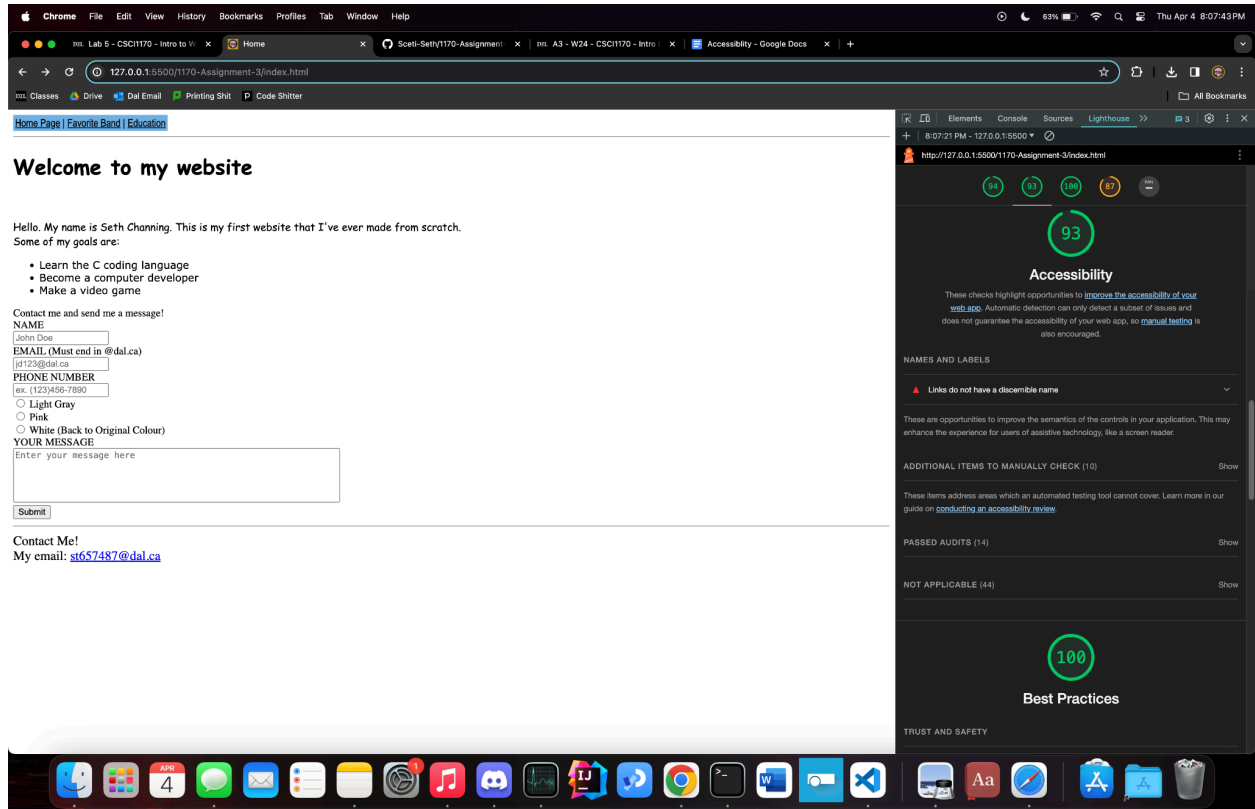 Chrome File Edit View History Bookmarks Profiles Tab Window Help
63% Thu Apr 4 8:07:43 PM
DZL Lab 5 - CSCI1170 - Intro to W
Home
Sceti-Seth/1170-Assignment-
A3 - W24 - CSCI1170 - Intro t
Accessiblity - Google Docs
127.0.0.1:5500/1170-Assignment-3/index.html
Classes Drive Dal Email Printing Shit Code Shitter All Bookmarks
Home Page | Favorite Band | Education
Welcome to my website
Hello. My name is Seth Channing. This is my first website that I've ever made from scratch.
Some of my goals are:
• Learn the C coding language
• Become a computer developer
• Make a video game
Contact me and send me a message!
NAME
John Doe
EMAIL (Must end in @dal.ca)
jd123@dal.ca
PHONE NUMBER
ex. (123)456-7890
Light Gray
Pink
White (Back to Original Colour)
YOUR MESSAGE
Enter your message here
Submit
Contact Me!
My email: st657487@dal.ca
Elements Console Sources Lighthouse 3
8:07:21 PM - 127.0.0.1:5500
http://127.0.0.1:5500/1170-Assignment-3/index.html
94 93 100 87
93
Accessibility
These checks highlight opportunities to improve the accessibility of your
web app. Automatic detection can only detect a subset of issues and
does not guarantee the accessibility of your web app, so manual testing is
also encouraged.
NAMES AND LABELS
Links do not have a discernible name
These are opportunities to improve the semantics of the controls in your application. This may
enhance the experience for users of assistive technology, like a screen reader.
ADDITIONAL ITEMS TO MANUALLY CHECK (10) Show
These items address areas which an automated testing tool cannot cover. Learn more in our
guide on conducting an accessibility review.
PASSED AUDITS (14) Show
NOT APPLICABLE (44) Show
100
Best Practices
TRUST AND SAFETY
APR
4
1
IJ
W
Aa